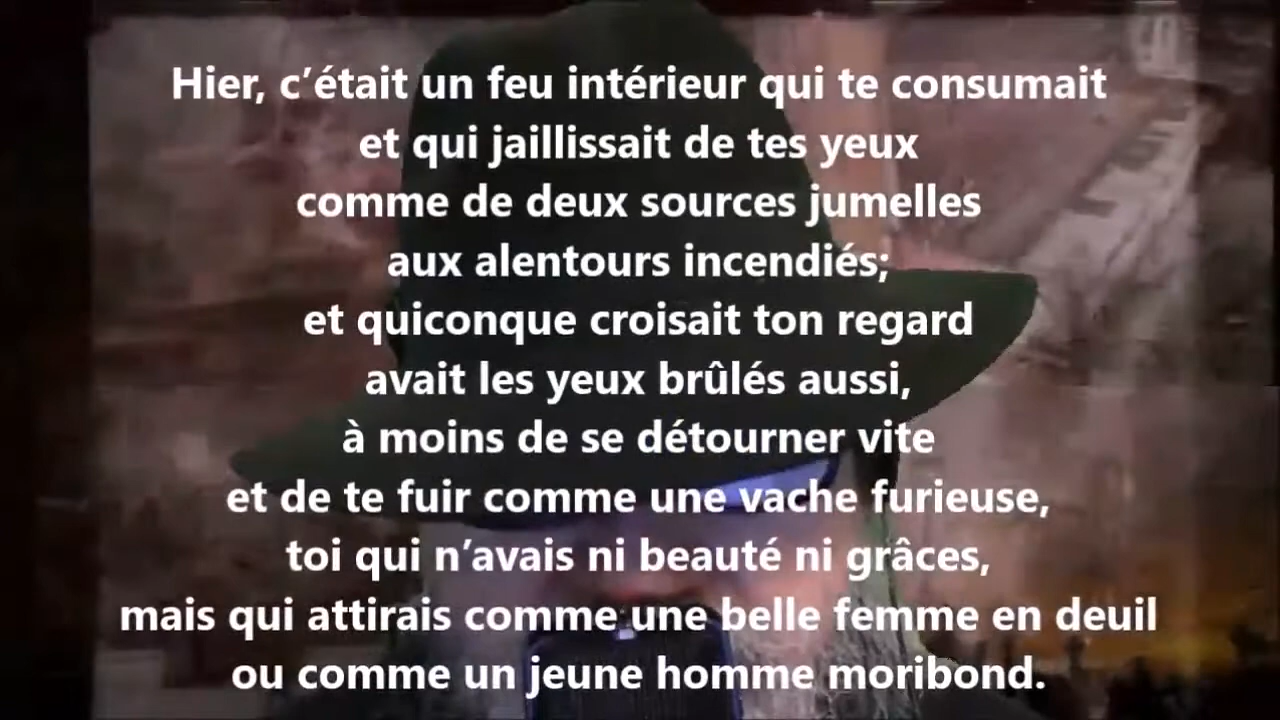 Hier, c’était un feu intérieur qui te consumait
et qui jaillissait de tes yeux
comme de deux sources jumelles
aux alentours incendiés;
et quiconque croisait ton regard
avait les yeux brûlés aussi,
à moins de se détourner vite
et de te fuir comme une vache furieuse,
toi qui n’avais ni beauté ni grâces,
mais qui attirais comme une belle femme en deuil
ou comme un jeune homme moribond.